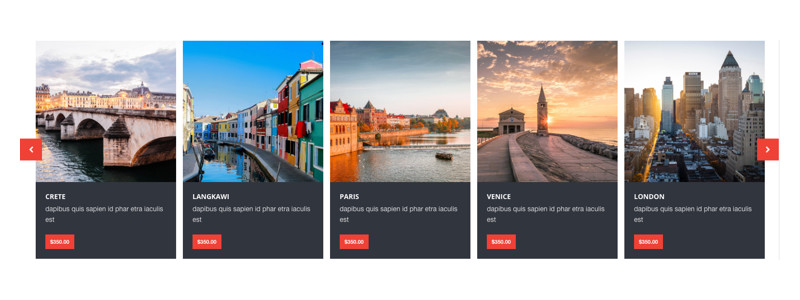 CRETE
dapibus quis sapien id phar etra iaculis
est
$350.00
LANGKAWI
dapibus quis sapien id phar etra iaculis
est
$350.00
PARIS
dapibus quis sapien id phar etra iaculis
est
$350.00
VENICE
dapibus quis sapien id phar etra iaculis
est
$350.00
LONDON
dapibus quis sapien id phar etra iaculis
est
$350.00